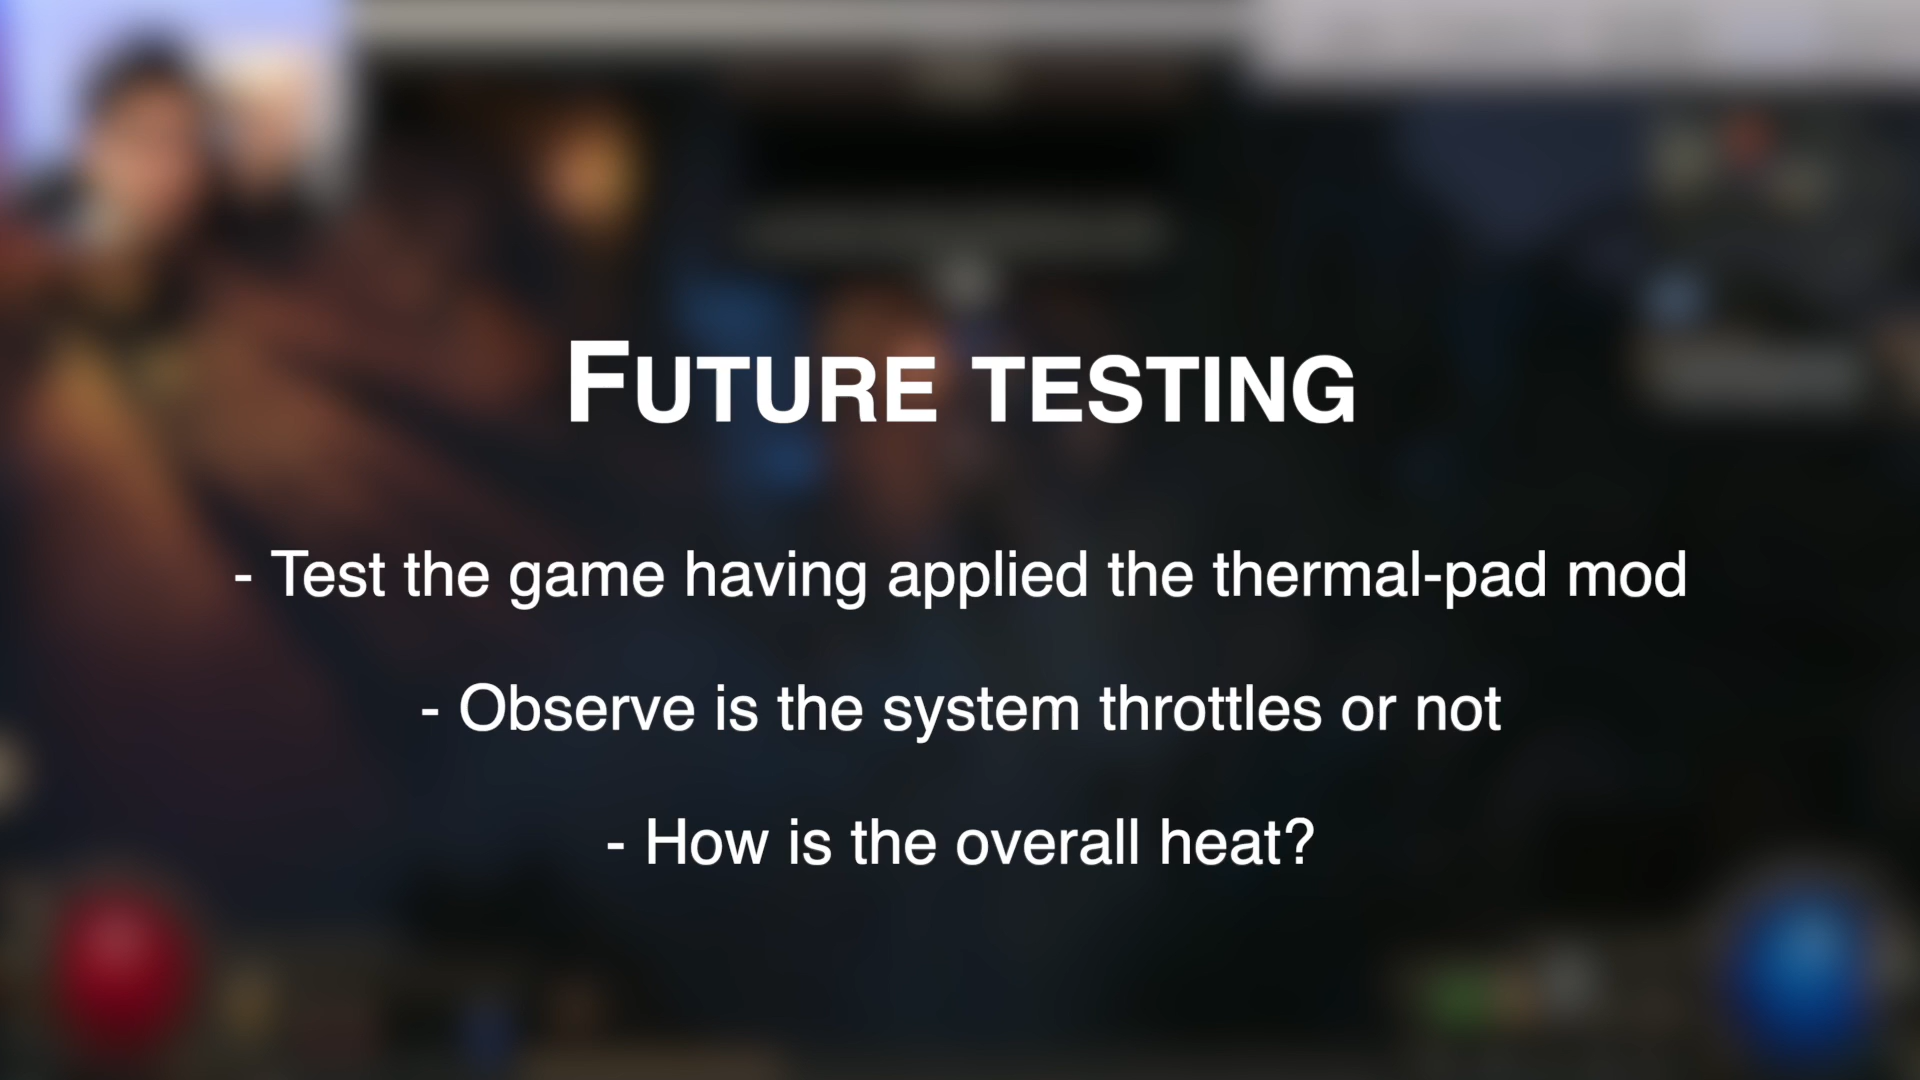 FUTURE TESTING
- Test the game having applied the thermal-pad mod
- Observe is the system throttles or not
- How is the overall heat?